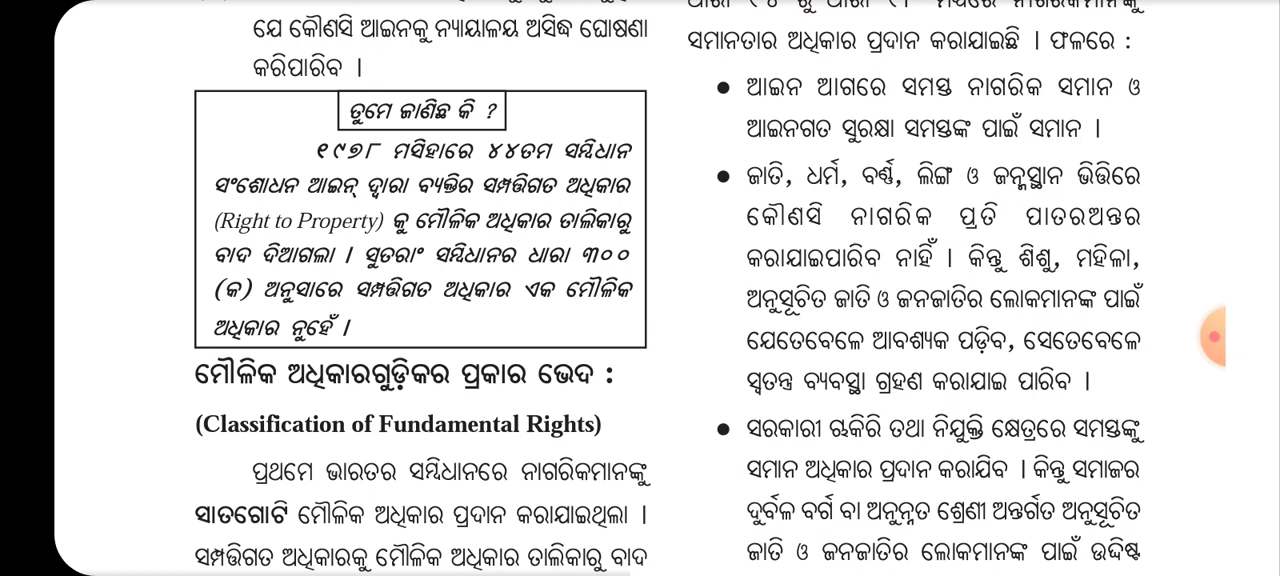 ଯେ କୌଣସି ଆଇନକୁ ନ୍ୟାୟାଳୟ ଅସିଦ୍ଧ ଘୋଷଣା
କରିପାରିବ ।
ତୁମେ ଜାଣିଛ କି ?
୧୯୭୮ ମସିହାରେ ୪୪ତମ ସମ୍ବିଧାନ
ସଂଶୋଧନ ଆଇନ୍ ଦ୍ୱାରା ବ୍ୟକ୍ତିର ସମ୍ପତ୍ତିଗତ ଅଧିକାର
(Right to Property) କୁ ମୌଳିକ ଅଧିକାର ତାଲିକାରୁ
ବାଦ ଦିଆଗଲା । ସୁତରାଂ ସମ୍ବିଧାନର ଧାରା ୩୦୦
(କ) ଅନୁସାରେ ସମ୍ପତ୍ତିଗତ ଅଧିକାର ଏକ ମୌଳିକ
ଅଧିକାର ନୁହେଁ ।
ମୌଳିକ ଅଧିକାରଗୁଡ଼ିକର ପ୍ରକାର ଭେଦ :
(Classification of Fundamental Rights)
ପ୍ରଥମେ ଭାରତର ସମ୍ବିଧାନରେ ନାଗରିକମାନଙ୍କୁ
ସାତଗୋଟି ମୌଳିକ ଅଧିକାର ପ୍ରଦାନ କରାଯାଇଥିଲା ।
ସମ୍ପତ୍ତିଗତ ଅଧିକାରକୁ ମୌଳିକ ଅଧିକାର ତାଲିକାରୁ ବାଦ
ନାଗରିକମାନଙ୍କୁ
ସମାନତାର ଅଧିକାର ପ୍ରଦାନ କରାଯାଇଛି । ଫଳରେ :
● ଆଇନ ଆଗରେ ସମସ୍ତ ନାଗରିକ ସମାନ ଓ
ଆଇନଗତ ସୁରକ୍ଷା ସମସ୍ତଙ୍କ ପାଇଁ ସମାନ ।
● ଜାତି, ଧର୍ମ, ବର୍ଣ୍ଣ, ଲିଙ୍ଗ ଓ ଜନ୍ମସ୍ଥାନ ଭିତ୍ତିରେ
କୌଣସି ନାଗରିକ ପ୍ରତି ପାତରଅନ୍ତର
କରାଯାଇପାରିବ ନାହିଁ । କିନ୍ତୁ ଶିଶୁ, ମହିଳା,
ଅନୁସୂଚିତ ଜାତି ଓ ଜନଜାତିର ଲୋକମାନଙ୍କ ପାଇଁ
ଯେତେବେଳେ ଆବଶ୍ୟକ ପଡ଼ିବ, ସେତେବେଳେ
ସ୍ୱତନ୍ତ୍ର ବ୍ୟବସ୍ଥା ଗ୍ରହଣ କରାଯାଇ ପାରିବ ।
● ସରକାରୀ ଚାକିରି ତଥା ନିଯୁକ୍ତି କ୍ଷେତ୍ରରେ ସମସ୍ତଙ୍କୁ
ସମାନ ଅଧିକାର ପ୍ରଦାନ କରାଯିବ । କିନ୍ତୁ ସମାଜର
ଦୁର୍ବଳ ବର୍ଗ ବା ଅନୁନ୍ନତ ଶ୍ରେଣୀ ଅନ୍ତର୍ଗତ ଅନୁସୂଚିତ
ଜାତି ଓ ଜନଜାତିର ଲୋକମାନଙ୍କ ପାଇଁ ଉଦ୍ଦିଷ୍ଟ